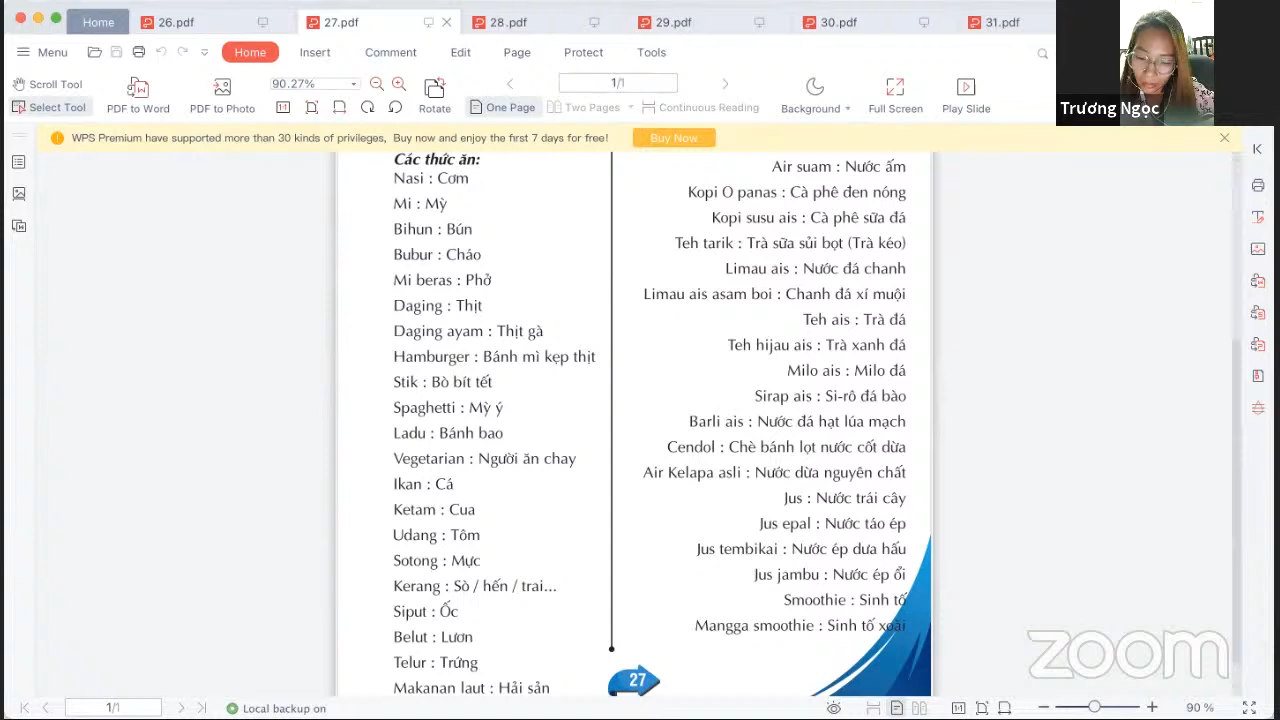 Home
26.pdf
27.pdf
28.pdf
29.pdf
30.pdf
31.pdf
Menu
Home
Insert
Comment
Edit
Page
Protect
Tools
Scroll Tool
Select Tool
PDF to Word
PDF to Photo
90.27%
Rotate
1/1
One Page
Two Pages
Continuous Reading
Background
Full Screen
Play Slide
Trương Ngọc
WPS Premium have supported more than 30 kinds of privileges, Buy now and enjoy the first 7 days for free!
Buy Now
Các thức ăn:
Nasi : Cơm
Mi : Mỳ
Bihun : Bún
Bubur : Cháo
Mi beras : Phở
Daging : Thịt
Daging ayam : Thịt gà
Hamburger : Bánh mì kẹp thịt
Stik : Bò bít tết
Spaghetti : Mỳ ý
Ladu : Bánh bao
Vegetarian : Người ăn chay
Ikan : Cá
Ketam : Cua
Udang : Tôm
Sotong : Mực
Kerang : Sò / hến / trai...
Siput : Ốc
Belut : Lươn
Telur : Trứng
Makanan laut : Hải sản
Air suam : Nước ấm
Kopi O panas : Cà phê đen nóng
Kopi susu ais : Cà phê sữa đá
Teh tarik : Trà sữa sủi bọt (Trà kéo)
Limau ais : Nước đá chanh
Limau ais asam boi : Chanh đá xí muội
Teh ais : Trà đá
Teh hijau ais : Trà xanh đá
Milo ais : Milo đá
Sirap ais : Si-rô đá bào
Barli ais : Nước đá hạt lúa mạch
Cendol : Chè bánh lọt nước cốt dừa
Air Kelapa asli : Nước dừa nguyên chất
Jus : Nước trái cây
Jus epal : Nước táo ép
Jus tembikai : Nước ép dưa hấu
Jus jambu : Nước ép ổi
Smoothie : Sinh tố
Mangga smoothie : Sinh tố xoài
27
zoom
1/1
Local backup on
90 %